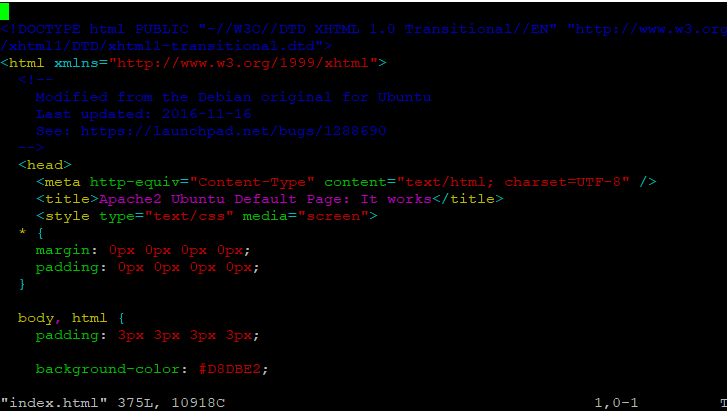 <!DOCTYPE html PUBLIC "-//W3C//DTD XHTML 1.0 Transitional//EN" "http://www.w3.org
/xhtml1/DTD/xhtml1-transitional.dtd">
<html xmlns="http://www.w3.org/1999/xhtml">
  <!--
    Modified from the Debian original for Ubuntu
    Last updated: 2016-11-16
    See: https://launchpad.net/bugs/1288690
  -->
  <head>
    <meta http-equiv="Content-Type" content="text/html; charset=UTF-8" />
    <title>Apache2 Ubuntu Default Page: It works</title>
    <style type="text/css" media="screen">
  * {
    margin: 0px 0px 0px 0px;
    padding: 0px 0px 0px 0px;
  }
  body, html {
    padding: 3px 3px 3px 3px;
    background-color: #D8DBE2;
"index.html" 375L, 10918C 1,0-1 T